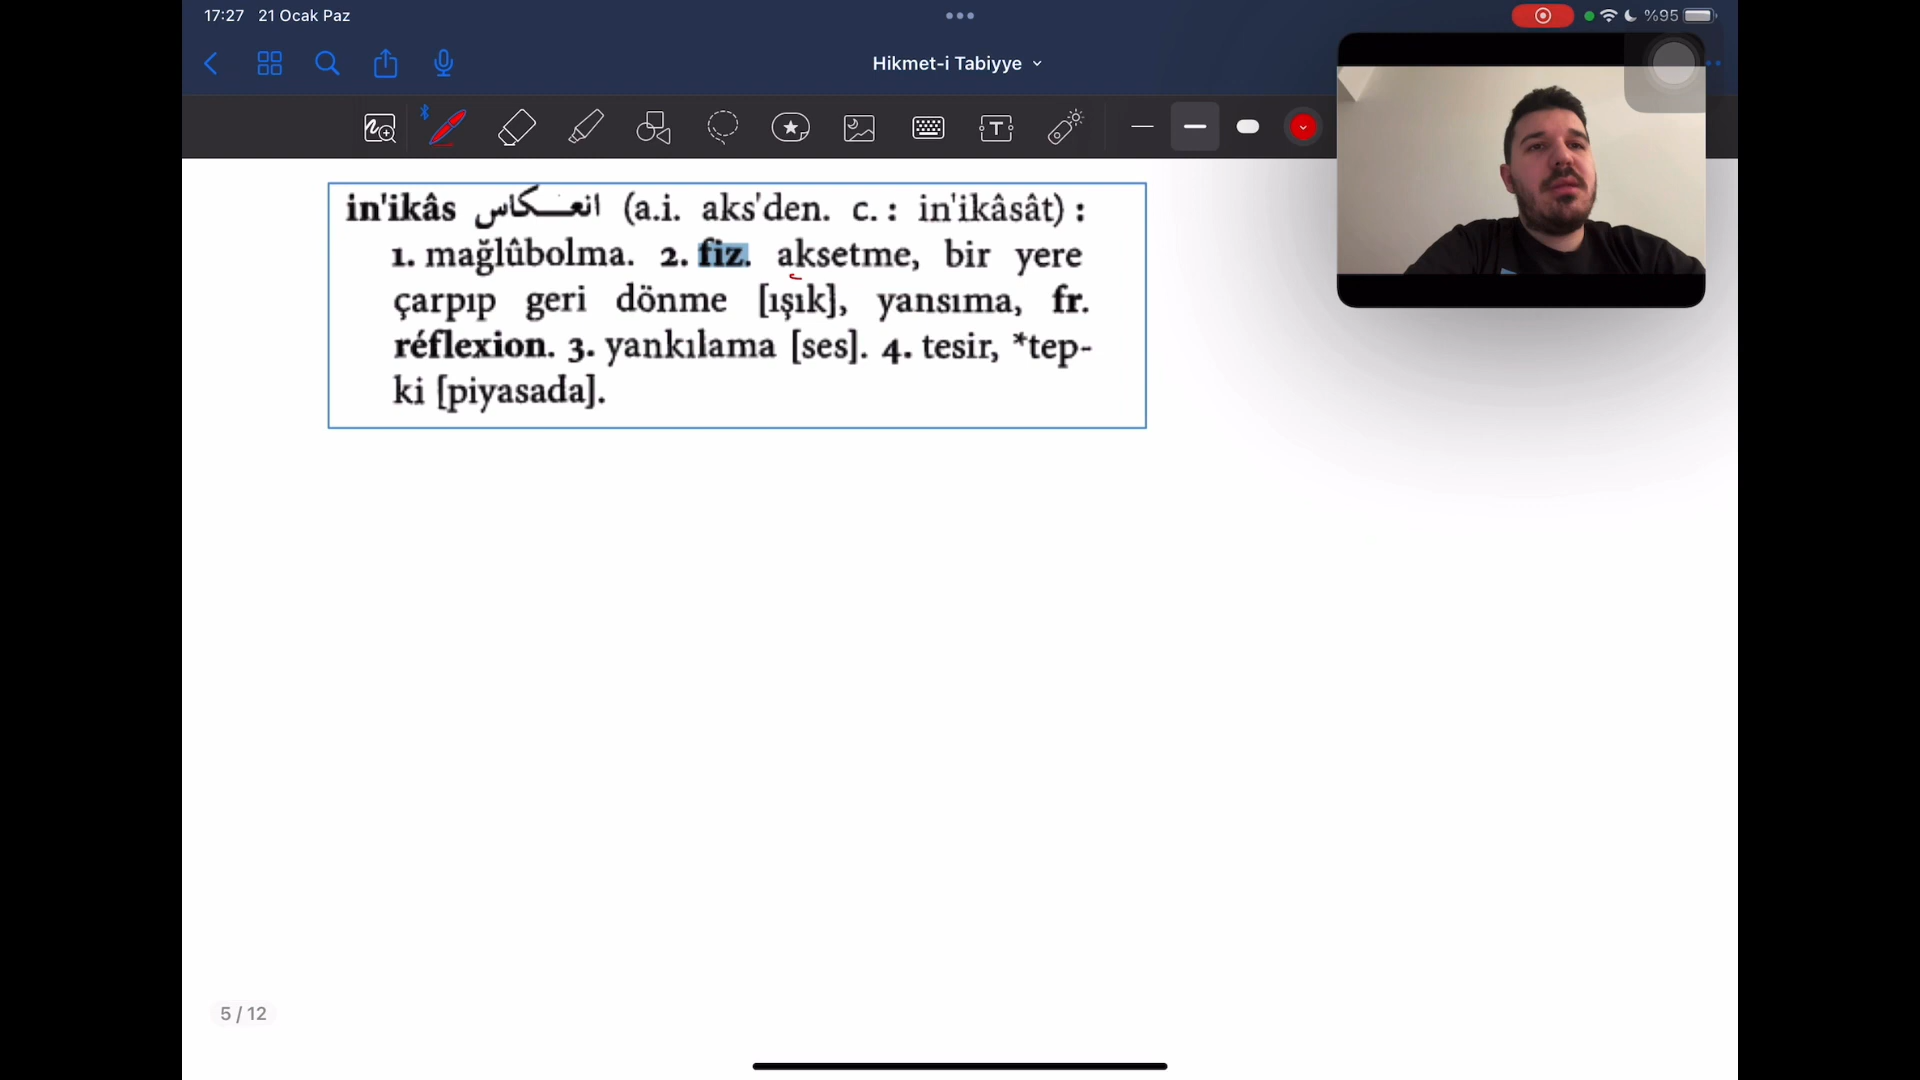 17:27 21 Ocak Paz
%95
Hikmet-i Tabiyye
T
in'ikâs انعـــكاس (a.i. aks'den. c. : in'ikâsât) :
1. mağlûbolma. 2. fiz. aksetme, bir yere
çarpıp geri dönme [ışık], yansıma, fr.
réflexion. 3. yankılama [ses]. 4. tesir, *tep-
ki [piyasada].
5 / 12